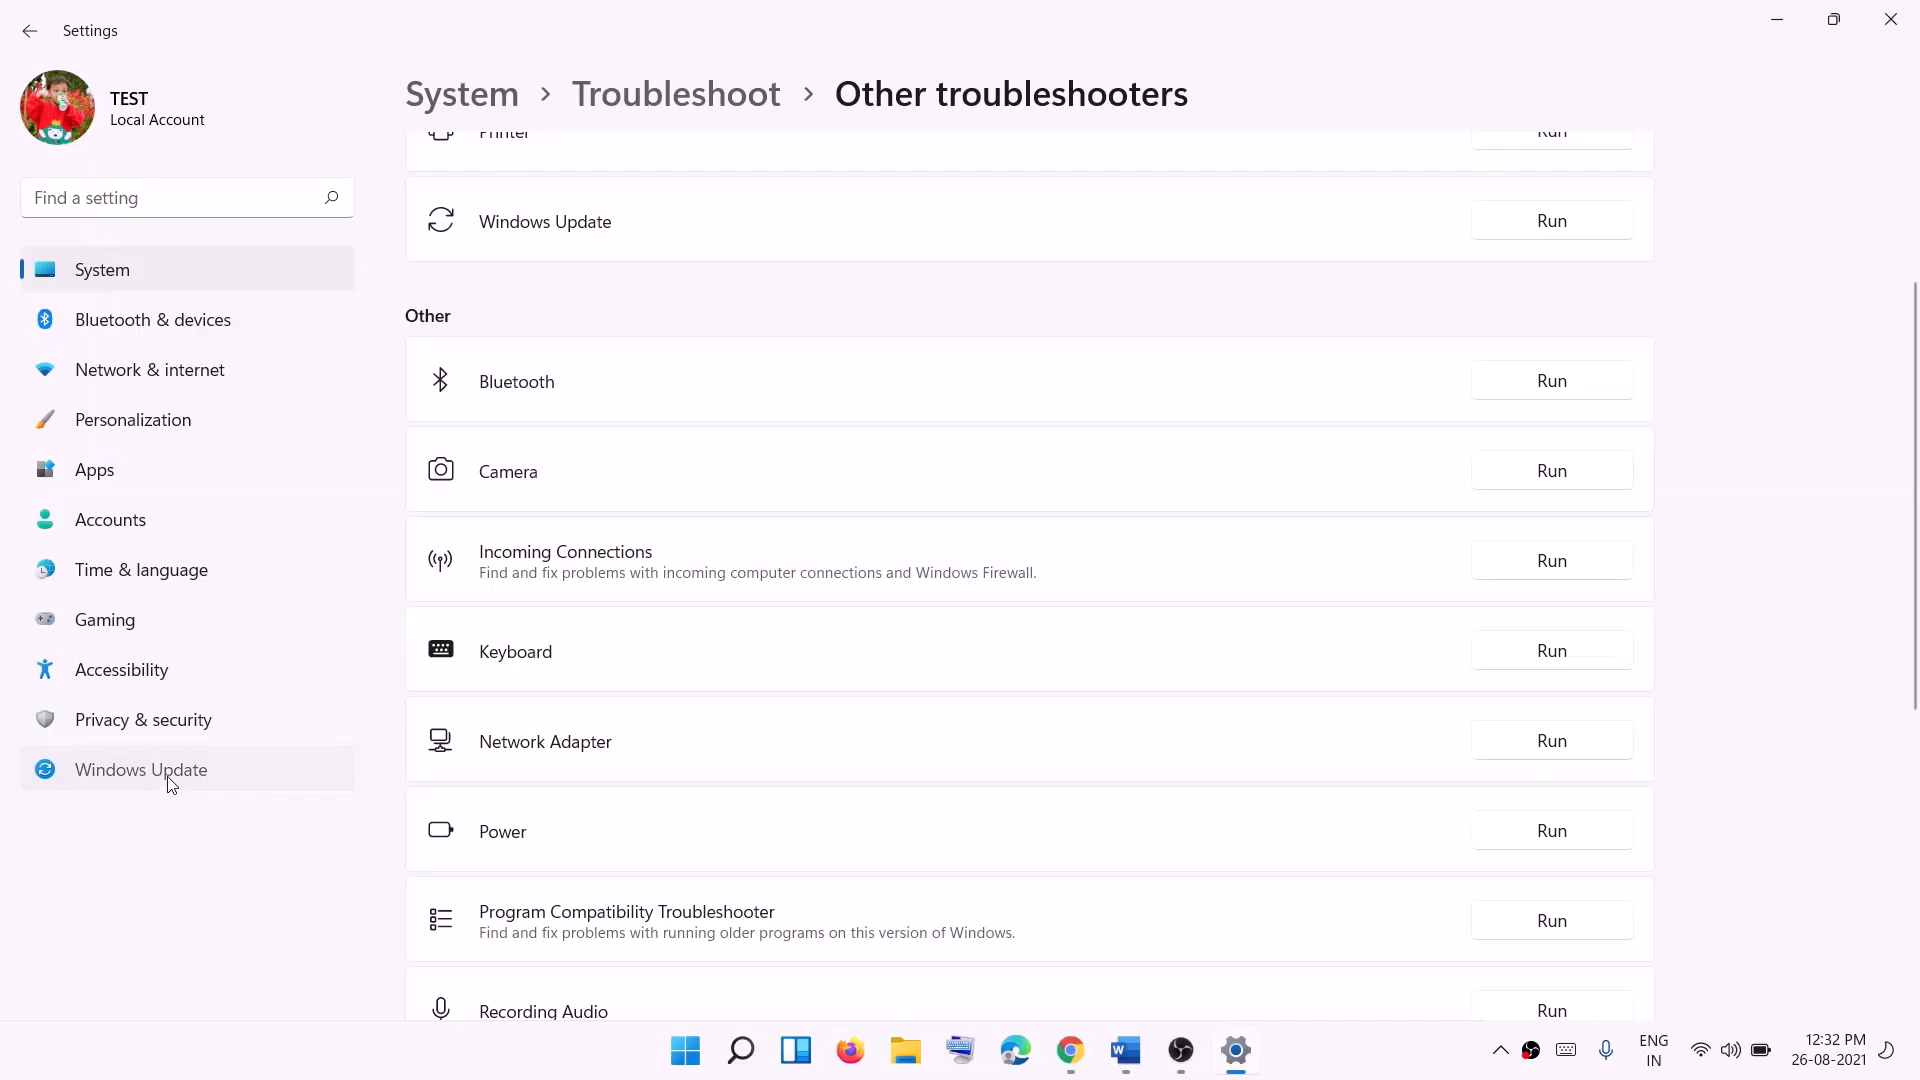 Settings
TEST
Local Account
Find a setting
System
Bluetooth & devices
Network & internet
Personalization
Apps
Accounts
Time & language
Gaming
Accessibility
Privacy & security
Windows Update
System > Troubleshoot > Other troubleshooters
Printer Run
Windows Update Run
Other
Bluetooth Run
Camera Run
Incoming Connections
Find and fix problems with incoming computer connections and Windows Firewall.
Run
Keyboard Run
Network Adapter Run
Power Run
Program Compatibility Troubleshooter
Find and fix problems with running older programs on this version of Windows.
Run
Recording Audio Run
W
ENG
IN
12:32 PM
26-08-2021